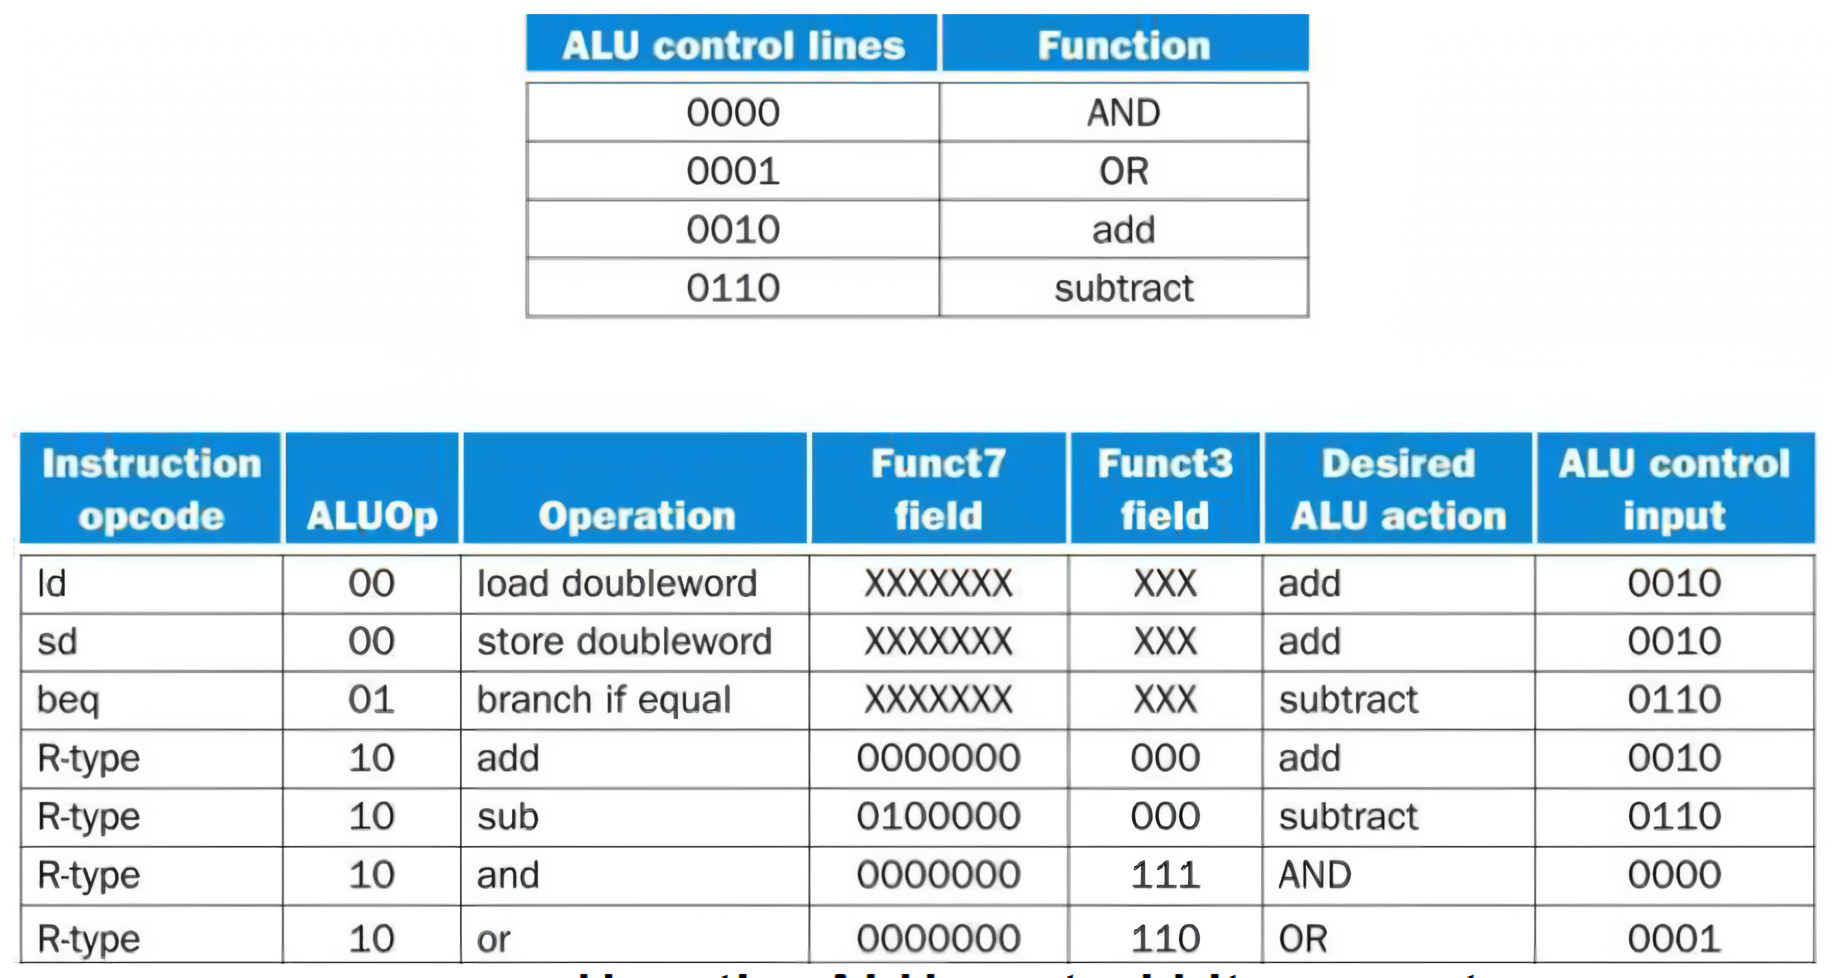 ALU control lines Function
0000 AND
0001 OR
0010 add
0110 subtract
Instruction opcode ALUOp Operation Funct7 field Funct3 field Desired ALU action ALU control input
ld 00 load doubleword XXXXXXX XXX add 0010
sd 00 store doubleword XXXXXXX XXX add 0010
beq 01 branch if equal XXXXXXX XXX subtract 0110
R-type 10 add 0000000 000 add 0010
R-type 10 sub 0100000 000 subtract 0110
R-type 10 and 0000000 111 AND 0000
R-type 10 or 0000000 110 OR 0001